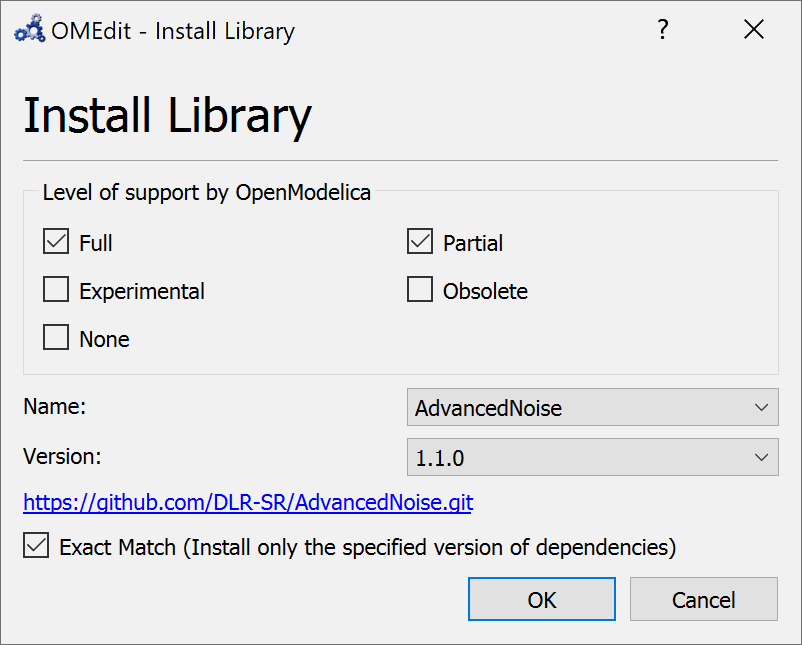 OMEdit - Install Library ?
Install Library
Level of support by OpenModelica
Full Partial
Experimental Obsolete
None
Name: AdvancedNoise
Version: 1.1.0
https://github.com/DLR-SR/AdvancedNoise.git
Exact Match (Install only the specified version of dependencies)
OK Cancel